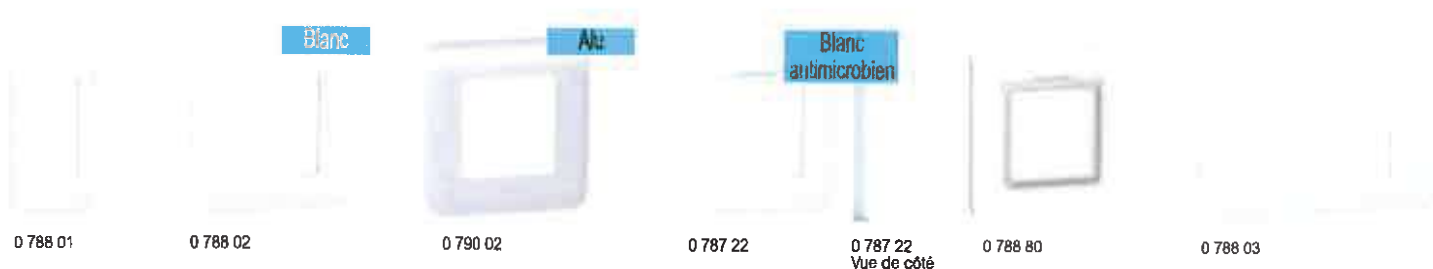 Blanc
Alu
Blanc
antimicrobien
0 788 01
0 788 02
0 790 02
0 787 22
0 787 22
Vue de côté
0 788 80
0 788 03